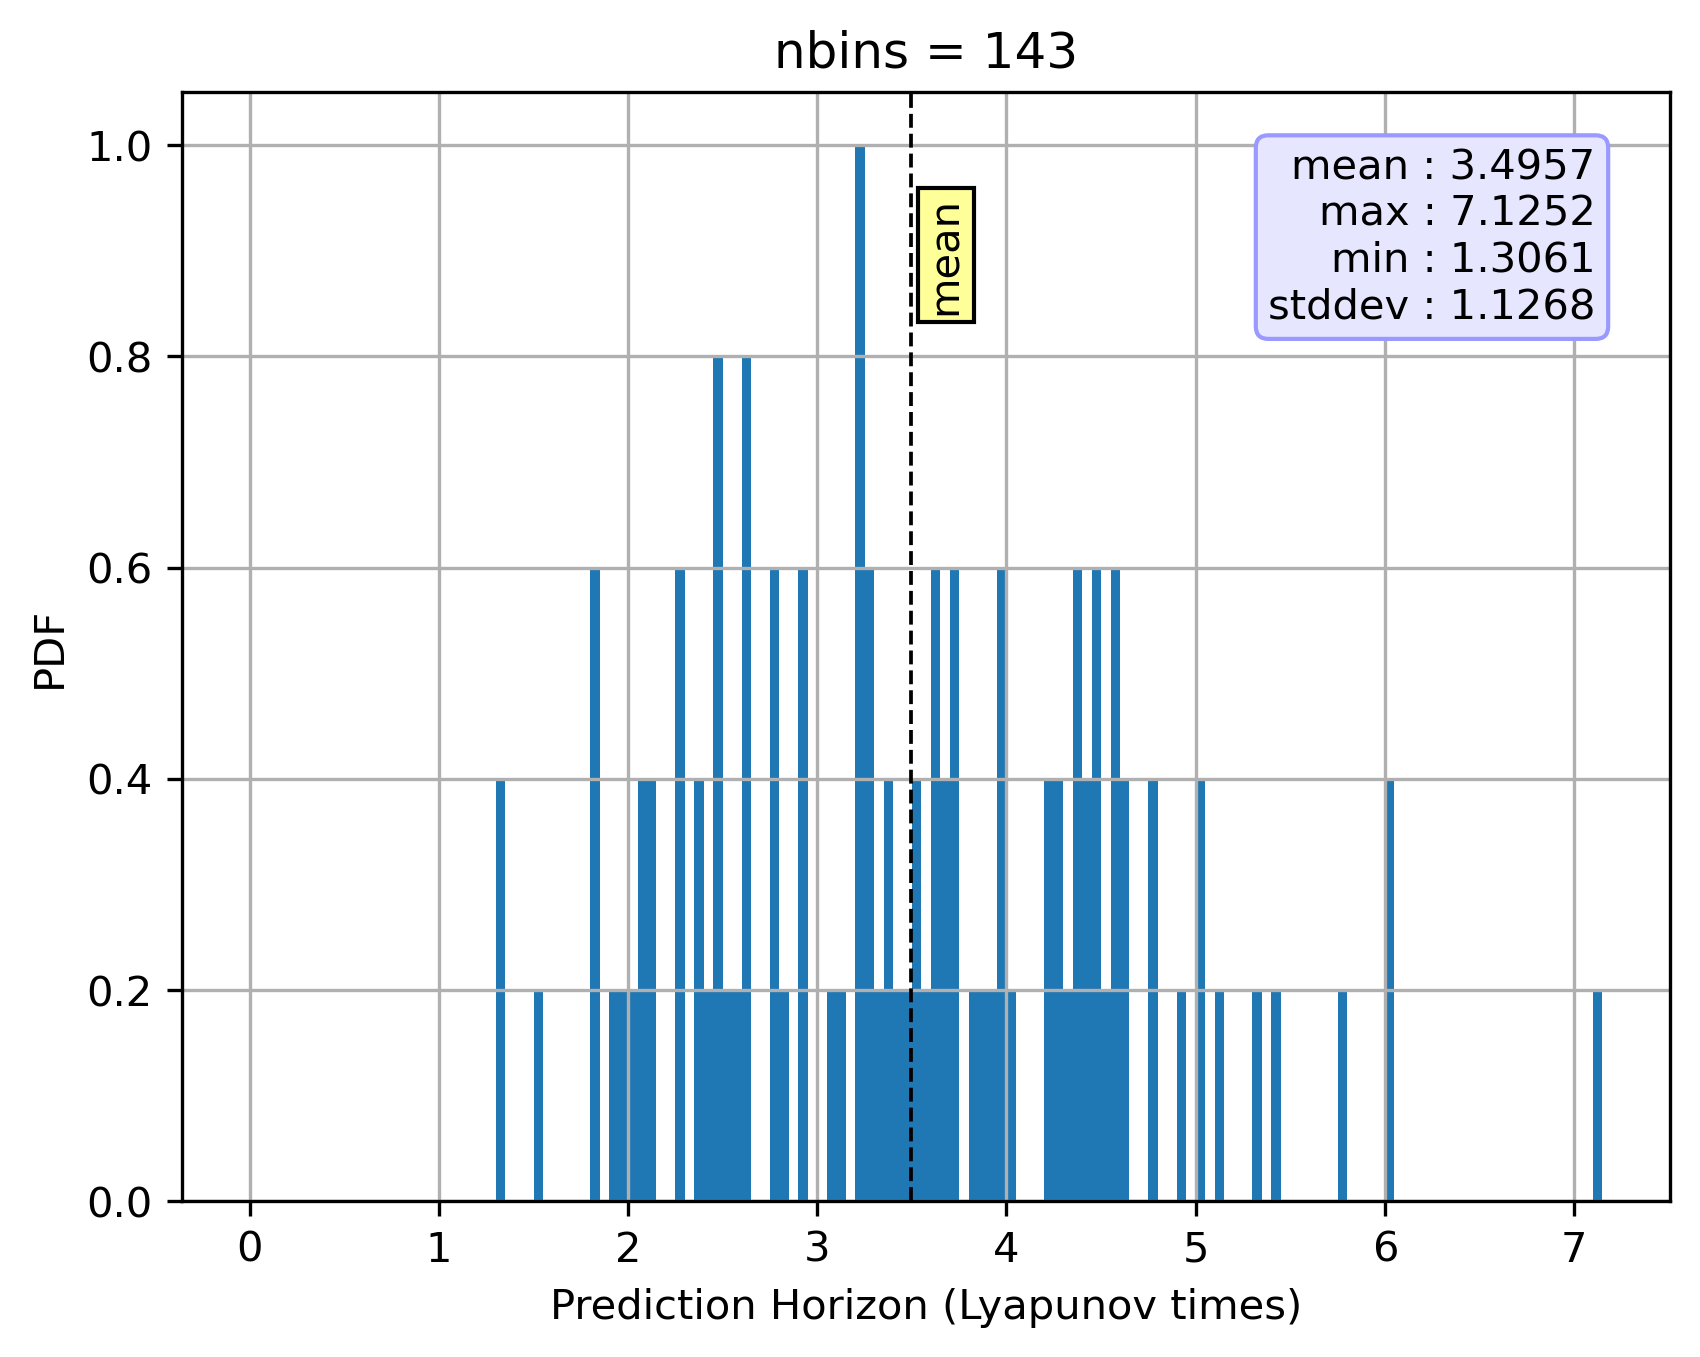 nbins = 143
mean : 3.4957
max : 7.1252
min : 1.3061
stddev : 1.1268
mean
PDF
1.0
0.8
0.6
0.4
0.2
0.0
0 1 2 3 4 5 6 7
Prediction Horizon (Lyapunov times)